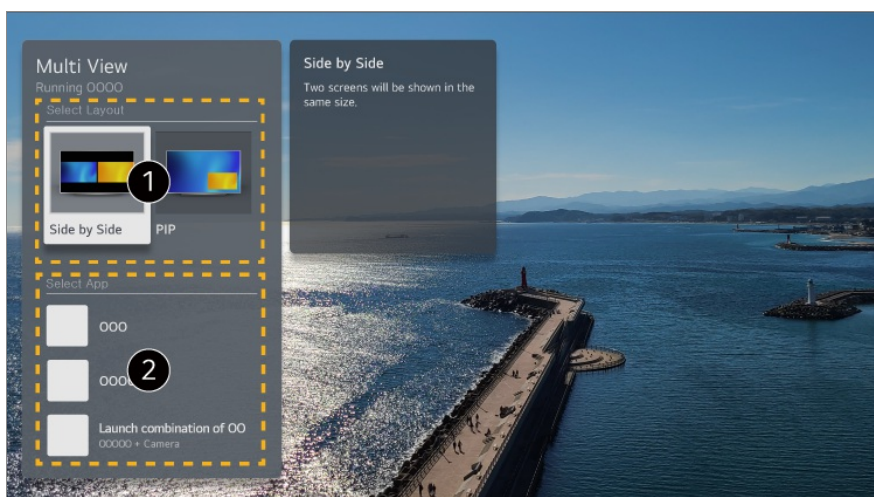 Multi View
Running OOOO
Select Layout
1
Side by Side
PIP
Select App
OOO
OOOO
2
Launch combination of OO
OOOOO + Camera
Side by Side
Two screens will be shown in the
same size.